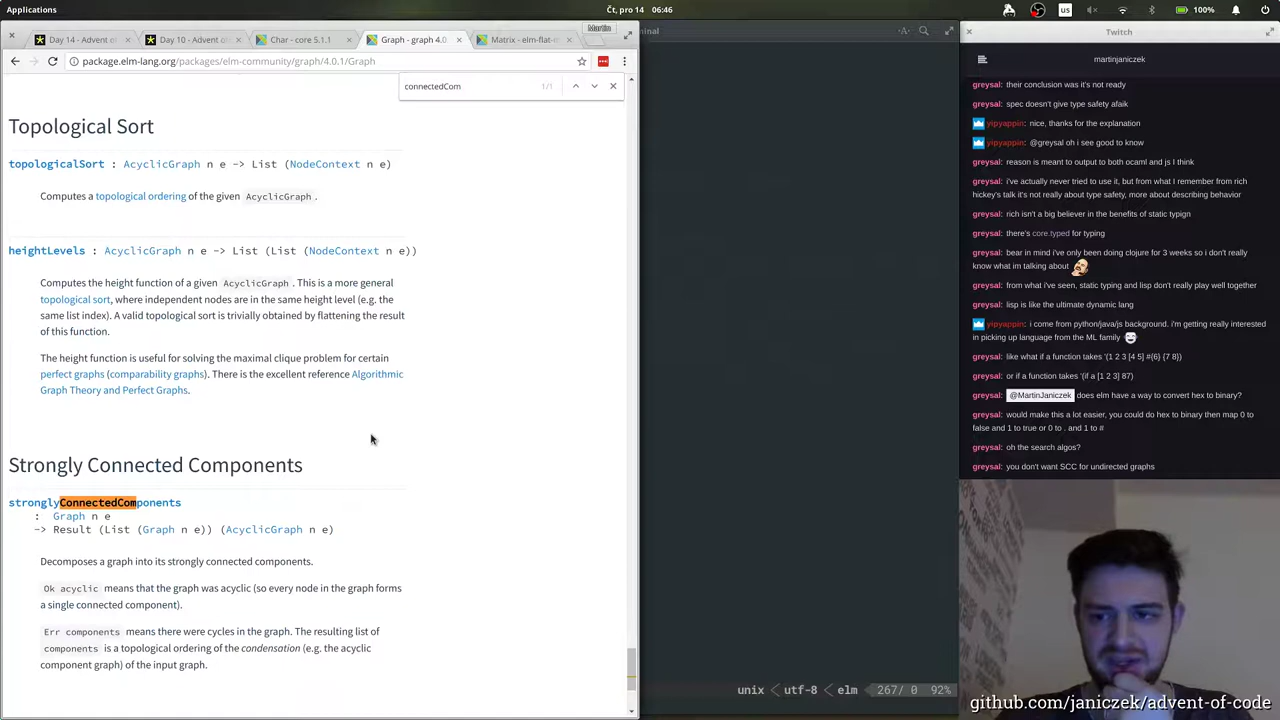 Applications
Čt, pro 14 06:46
us
100%
Martin
Day 14 - Advent o
Day 10 - Advent o
Char - core 5.1.1
Graph - graph 4.0
Matrix - elm-flat-m
minal
-A-
Twitch
package.elm-lang.org/packages/elm-community/graph/4.0.1/Graph
connectedCom
1/1
Topological Sort
topologicalSort : AcyclicGraph n e -> List (NodeContext n e)
Computes a topological ordering of the given AcyclicGraph.
heightLevels : AcyclicGraph n e -> List (List (NodeContext n e))
Computes the height function of a given AcyclicGraph. This is a more general
topological sort, where independent nodes are in the same height level (e.g. the
same list index). A valid topological sort is trivially obtained by flattening the result
of this function.
The height function is useful for solving the maximal clique problem for certain
perfect graphs (comparability graphs). There is the excellent reference Algorithmic
Graph Theory and Perfect Graphs.
Strongly Connected Components
stronglyConnectedComponents
: Graph n e
-> Result (List (Graph n e)) (AcyclicGraph n e)
Decomposes a graph into its strongly connected components.
Ok acyclic means that the graph was acyclic (so every node in the graph forms
a single connected component).
Err components means there were cycles in the graph. The resulting list of
components is a topological ordering of the condensation (e.g. the acyclic
component graph) of the input graph.
unix < utf-8 < elm 267/ 0 92%
martinjaniczek
greysal: their conclusion was it's not ready
greysal: spec doesn't give type safety afaik
yipyappin: nice, thanks for the explanation
yipyappin: @greysal oh i see good to know
greysal: reason is meant to output to both ocaml and js I think
greysal: i've actually never tried to use it, but from what I remember from rich
hickey's talk it's not really about type safety, more about describing behavior
greysal: rich isn't a big believer in the benefits of static typign
greysal: there's core.typed for typing
greysal: bear in mind i've only been doing clojure for 3 weeks so i don't really
know what im talking about
greysal: from what i've seen, static typing and lisp don't really play well together
greysal: lisp is like the ultimate dynamic lang
yipyappin: i come from python/java/js background. i'm getting really interested
in picking up language from the ML family
greysal: like what if a function takes '(1 2 3 [4 5] #{6} {7 8})
greysal: or if a function takes '(if a [1 2 3] 87)
greysal: @MartinJaniczek does elm have a way to convert hex to binary?
greysal: would make this a lot easier, you could do hex to binary then map 0 to
false and 1 to true or 0 to . and 1 to #
greysal: oh the search algos?
greysal: you don't want SCC for undirected graphs
github.com/janiczek/advent-of-code